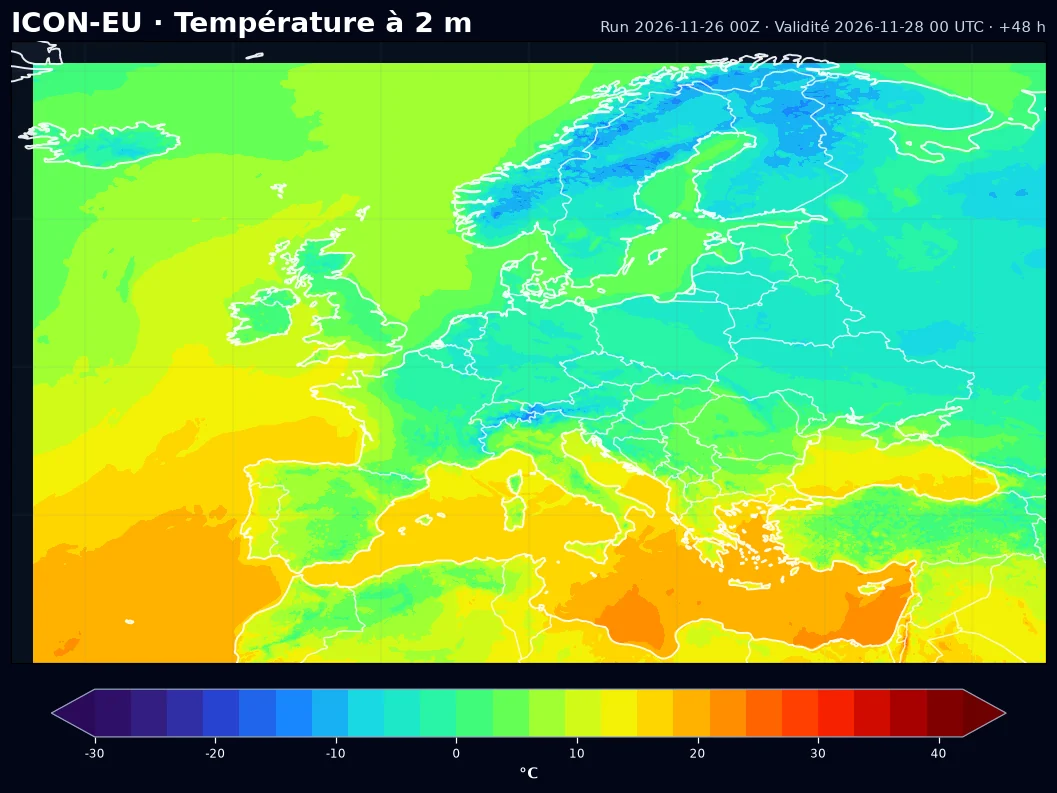 ICON-EU · Température à 2 m
Run 2026-11-26 00Z · Validité 2026-11-28 00 UTC · +48 h
-30 -20 -10 0 10 20 30 40
°C